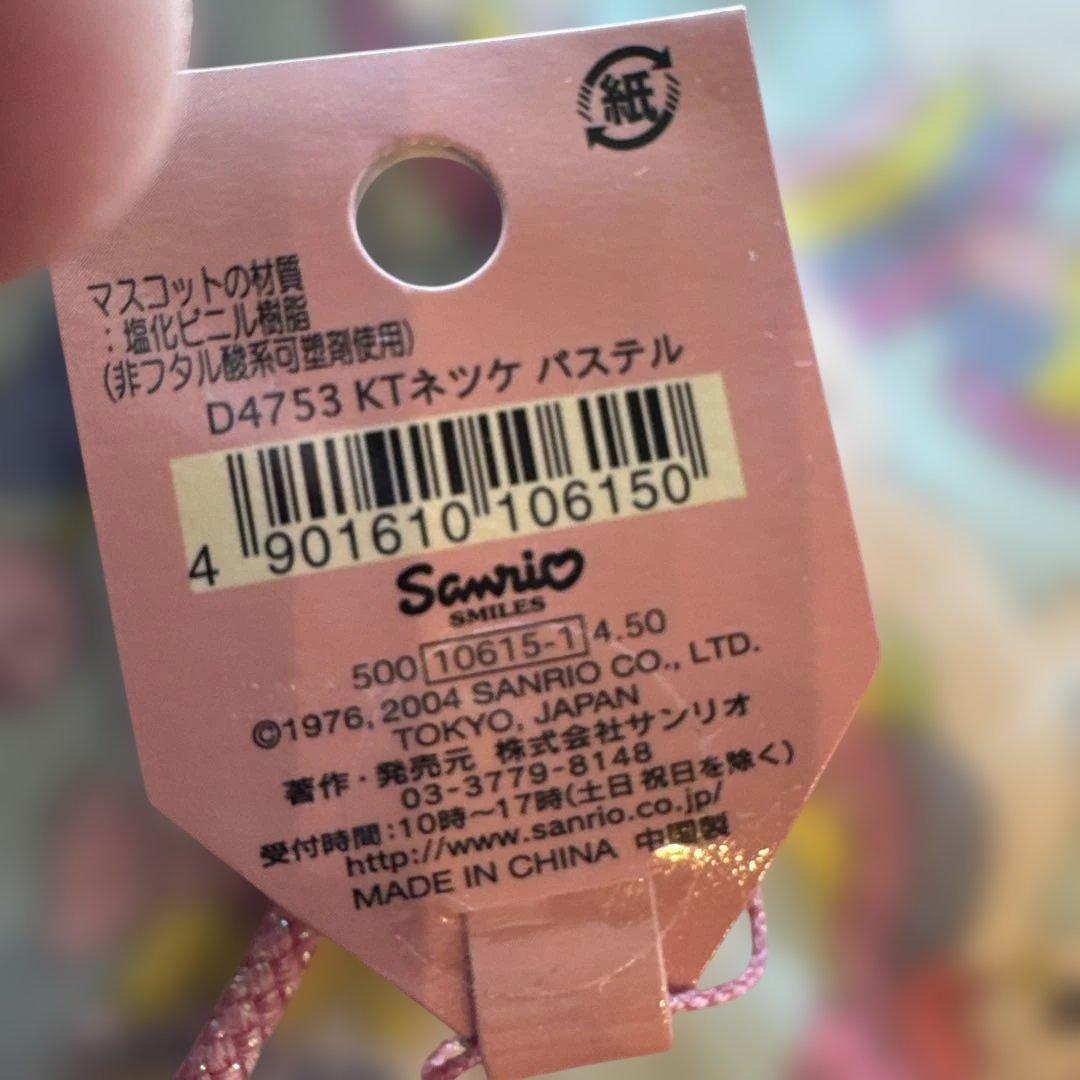 紙
マスコットの材質
:塩化ビニル樹脂
(非フタル酸系可塑剤使用)
D4753 KTネツケ パステル
4 901610 106150
Sanrio
SMILES
500 10615-1 4.50
©1976, 2004 SANRIO CO., LTD.
TOKYO, JAPAN
著作・発売元 株式会社サンリオ
03-3779-8148
受付時間:10時~17時(土日祝日を除く)
http://www.sanrio.co.jp/
MADE IN CHINA 中国製